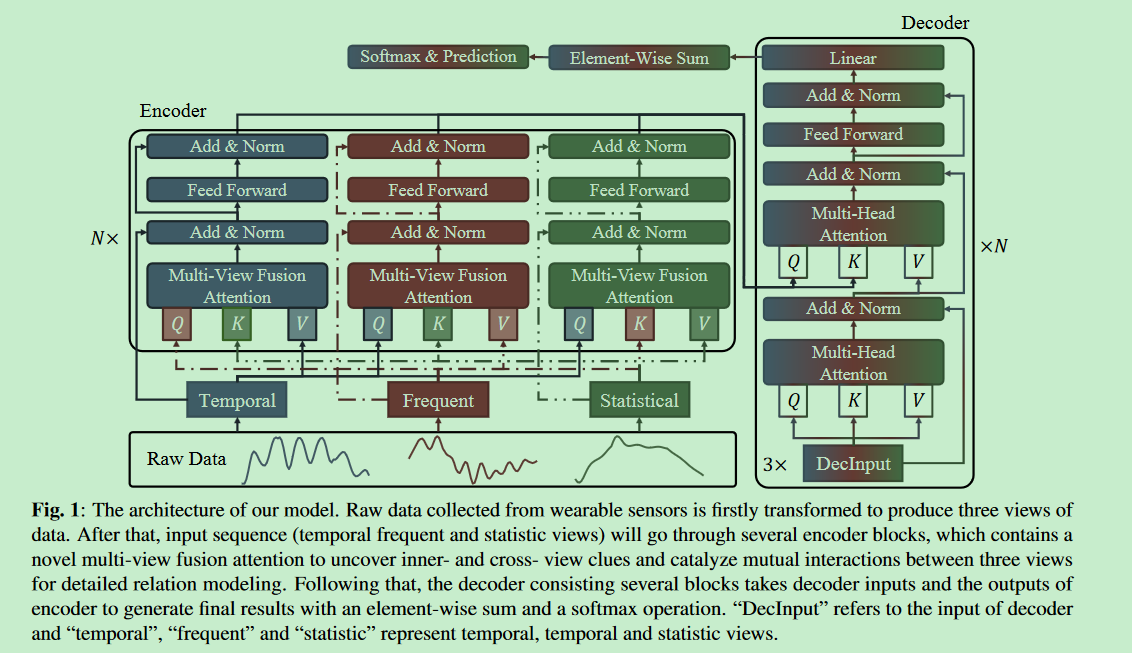 Decoder
Softmax & Prediction
Element-Wise Sum
Linear
Add & Norm
Feed Forward
Add & Norm
Multi-Head
Attention
Q K V
×N
Add & Norm
Multi-Head
Attention
Q K V
3×
DecInput
Encoder
N×
Add & Norm
Add & Norm
Add & Norm
Feed Forward
Feed Forward
Feed Forward
Add & Norm
Add & Norm
Add & Norm
Multi-View Fusion
Attention
Multi-View Fusion
Attention
Multi-View Fusion
Attention
Q K V
Q K V
Q K V
Temporal
Frequent
Statistical
Raw Data
Fig. 1: The architecture of our model. Raw data collected from wearable sensors is firstly transformed to produce three views of
data. After that, input sequence (temporal frequent and statistic views) will go through several encoder blocks, which contains a
novel multi-view fusion attention to uncover inner- and cross- view clues and catalyze mutual interactions between three views
for detailed relation modeling. Following that, the decoder consisting several blocks takes decoder inputs and the outputs of
encoder to generate final results with an element-wise sum and a softmax operation. “DecInput” refers to the input of decoder
and “temporal”, “frequent” and “statistic” represent temporal, temporal and statistic views.